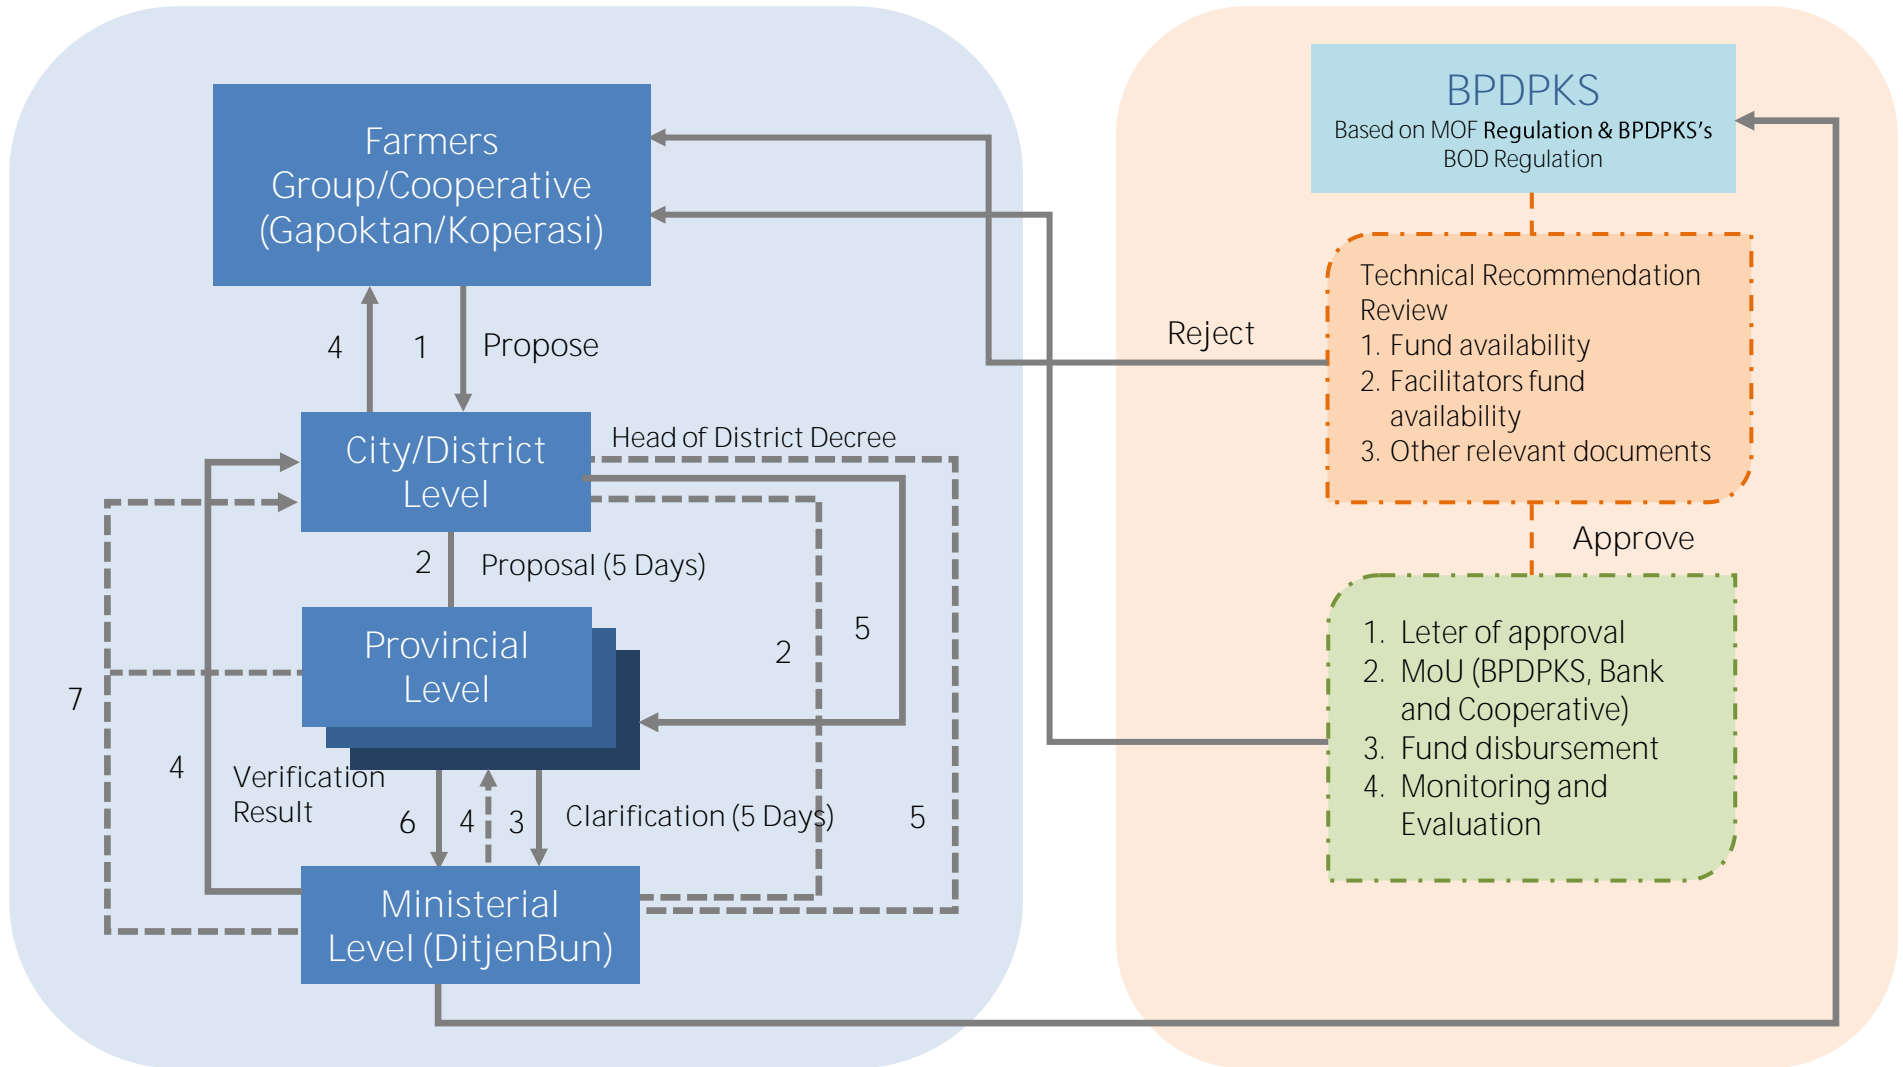 Farmers
Group/Cooperative
(Gapoktan/Koperasi)
4
1
Propose
City/District
Level
Head of District Decree
2
Proposal (5 Days)
Provincial
Level
2
5
7
4
Verification
Result
6
4
3
Clarification (5 Days)
5
Ministerial
Level (DitjenBun)
BPDPKS
Based on MOF Regulation & BPDPKS's
BOD Regulation
Reject
Technical Recommendation
Review
1. Fund availability
2. Facilitators fund
availability
3. Other relevant documents
Approve
1. Leter of approval
2. MoU (BPDPKS, Bank
and Cooperative)
3. Fund disbursement
4. Monitoring and
Evaluation